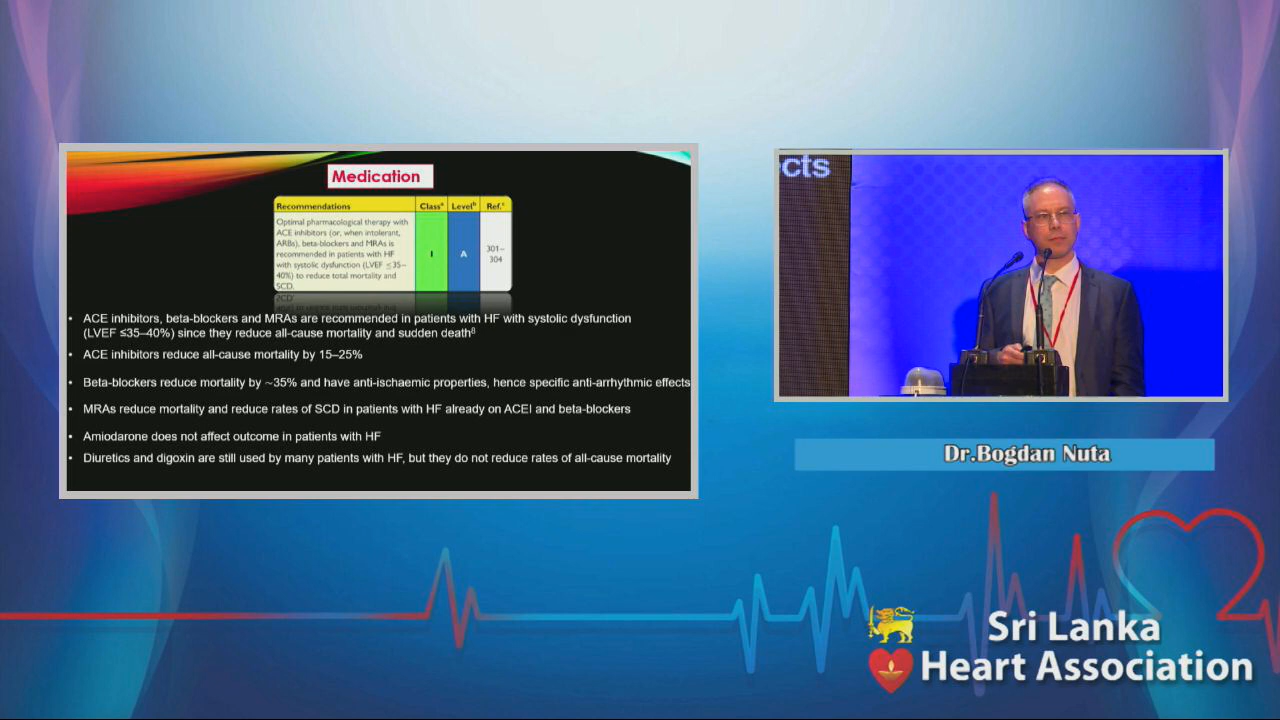 Medication
Recommendations Classᵃ Levelᵇ Ref.ᶜ
Optimal pharmacological therapy with
ACE inhibitors (or, when intolerant,
ARBs), beta-blockers and MRAs is
recommended in patients with HF
with systolic dysfunction (LVEF ≤35–
40%) to reduce total mortality and
SCD.
I
A
301–
304
• ACE inhibitors, beta-blockers and MRAs are recommended in patients with HF with systolic dysfunction
(LVEF ≤35–40%) since they reduce all-cause mortality and sudden death⁸
• ACE inhibitors reduce all-cause mortality by 15–25%
• Beta-blockers reduce mortality by ~35% and have anti-ischaemic properties, hence specific anti-arrhythmic effects
• MRAs reduce mortality and reduce rates of SCD in patients with HF already on ACEI and beta-blockers
• Amiodarone does not affect outcome in patients with HF
• Diuretics and digoxin are still used by many patients with HF, but they do not reduce rates of all-cause mortality
cts
Dr.Bogdan Nuta
Sri Lanka
Heart Association